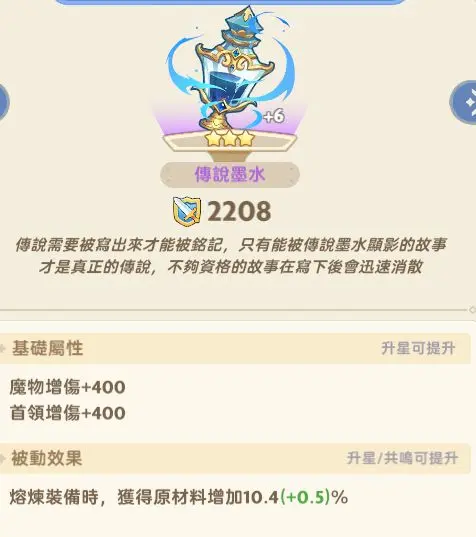 +6
傳說墨水
2208
傳說需要被寫出來才能被銘記，只有能被傳說墨水顯影的故事
才是真正的傳說，不夠資格的故事在寫下後會迅速消散
基礎屬性 升星可提升
魔物增傷+400
首領增傷+400
被動效果 升星/共鳴可提升
熔煉裝備時，獲得原材料增加10.4(+0.5)%